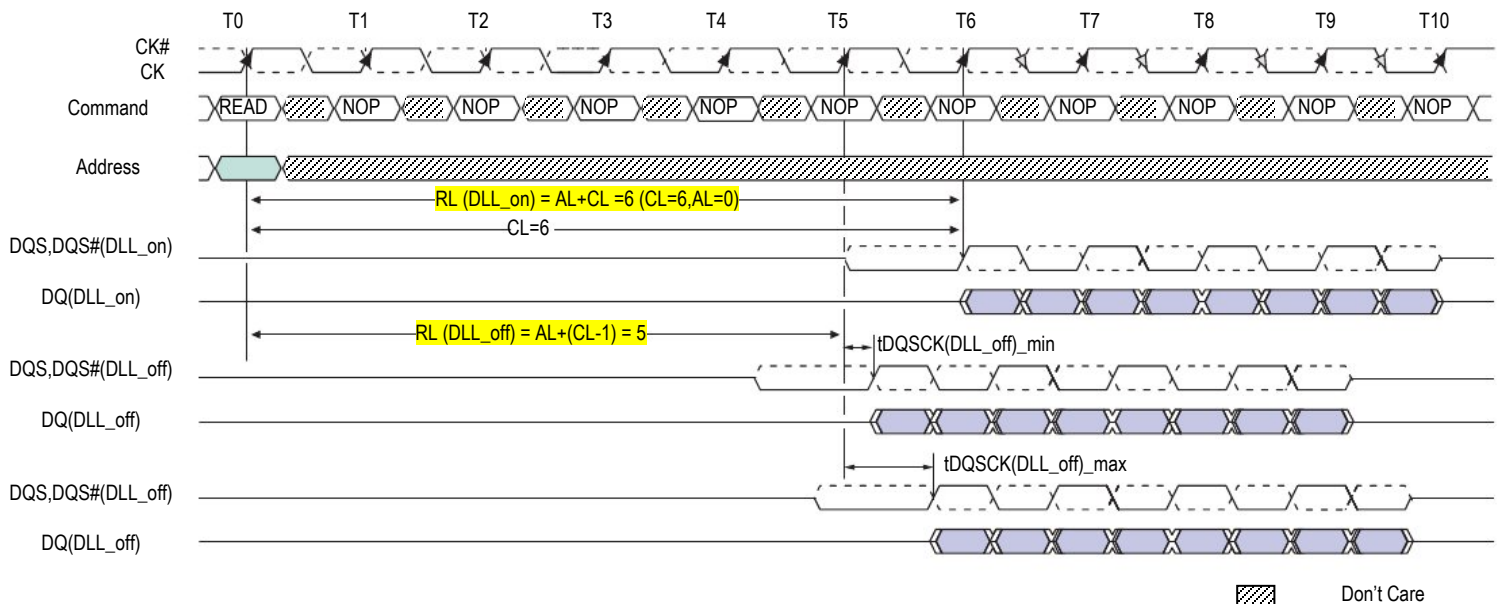 T0 T1 T2 T3 T4 T5 T6 T7 T8 T9 T10
CK#
CK
Command READ NOP NOP NOP NOP NOP NOP NOP NOP NOP NOP
Address
RL (DLL_on) = AL+CL =6 (CL=6,AL=0)
CL=6
DQS,DQS#(DLL_on)
DQ(DLL_on)
RL (DLL_off) = AL+(CL-1) = 5
tDQSCK(DLL_off)_min
DQS,DQS#(DLL_off)
DQ(DLL_off)
tDQSCK(DLL_off)_max
DQS,DQS#(DLL_off)
DQ(DLL_off)
Don't Care